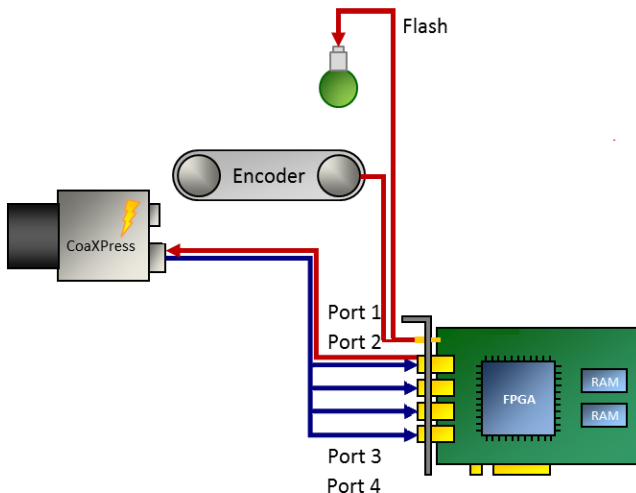 Flash
Encoder
CoaXPress
Port 1
Port 2
FPGA
RAM
RAM
Port 3
Port 4